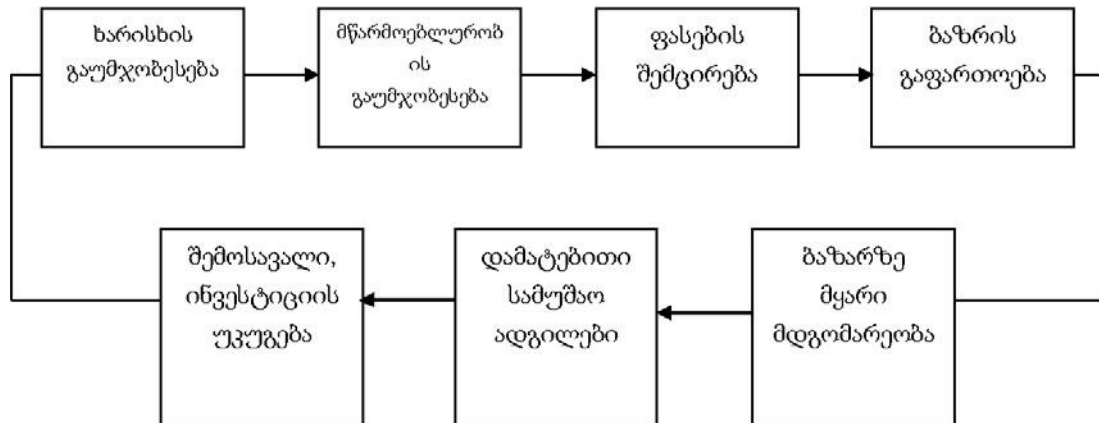 ხარისხის
გაუმჯობესება
მწარმოებლურობ
ის
გაუმჯობესება
ფასების
შემცირება
ბაზრის
გაფართოება
ბაზარზე
მყარი
მდგომარეობა
დამატებითი
სამუშაო
ადგილები
შემოსავალი,
ინვესტიციის
უკუგება